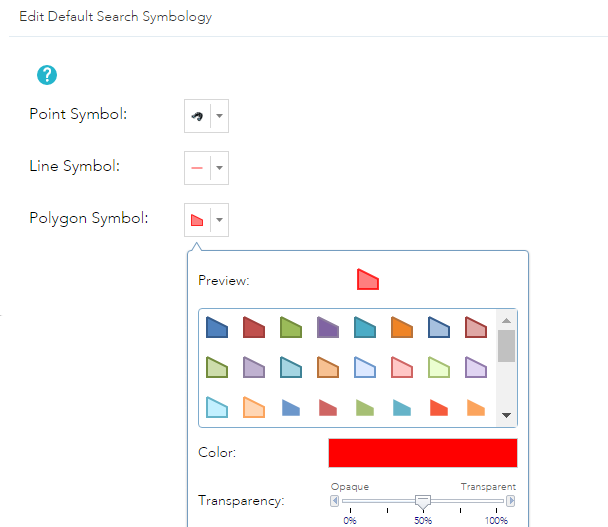 Edit Default Search Symbology
?
Point Symbol:
Line Symbol:
Polygon Symbol:
Preview:
Color:
Opaque Transparent
Transparency:
0% 50% 100%